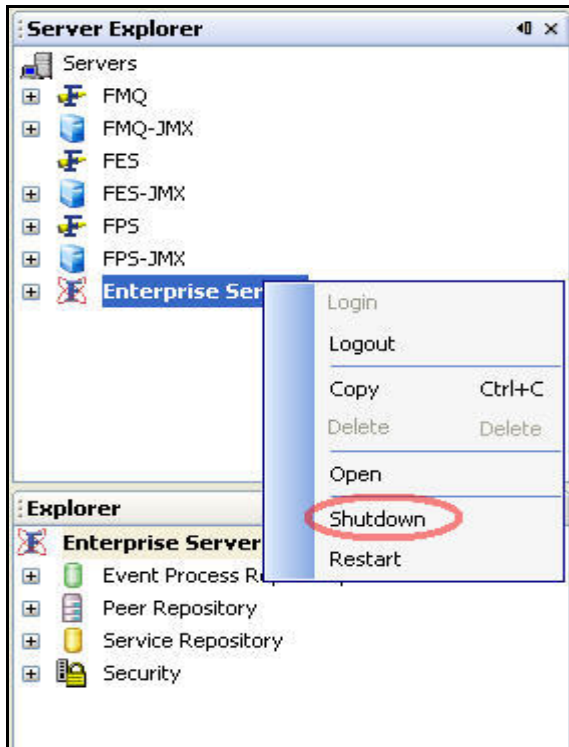 Server Explorer
Servers
FMQ
FMQ-JMX
FES
FES-JMX
FPS
FPS-JMX
Enterprise Ser
Login
Logout
Copy Ctrl+C
Delete Delete
Open
Shutdown
Restart
Explorer
Enterprise Server
Event Process R
Peer Repository
Service Repository
Security